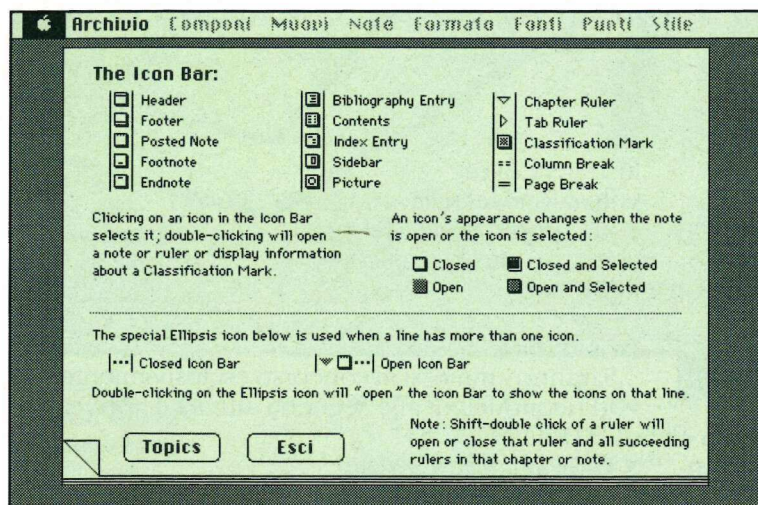 Archivio Componi Muovi Note Formato Fonti Punti Stile
The Icon Bar:
Header
Footer
Posted Note
Footnote
Endnote
Bibliography Entry
Contents
Index Entry
Sidebar
Picture
Chapter Ruler
Tab Ruler
Classification Mark
Column Break
Page Break
Clicking on an icon in the Icon Bar
selects it; double-clicking will open
a note or ruler or display information
about a Classification Mark.
An icon's appearance changes when the note
is open or the icon is selected:
Closed
Closed and Selected
Open
Open and Selected
The special Ellipsis icon below is used when a line has more than one icon.
Closed Icon Bar
Open Icon Bar
Double-clicking on the Ellipsis icon will "open" the icon Bar to show the icons on that line.
Note: Shift-double click of a ruler will
open or close that ruler and all succeeding
rulers in that chapter or note.
Topics
Esci